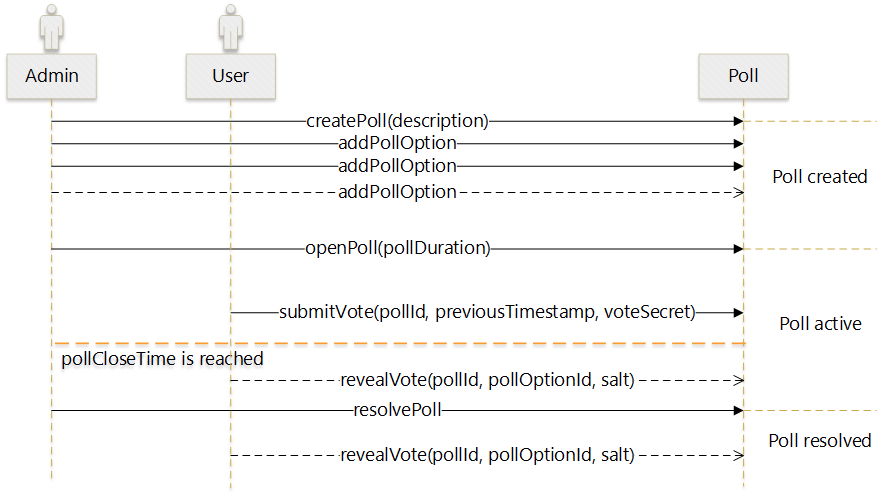 Admin
User
Poll
createPoll(description)
addPollOption
addPollOption
Poll created
addPollOption
openPoll(pollDuration)
submitVote(pollId, previousTimestamp, voteSecret)
Poll active
pollCloseTime is reached
revealVote(pollId, pollOptionId, salt)
resolvePoll
Poll resolved
revealVote(pollId, pollOptionId, salt)